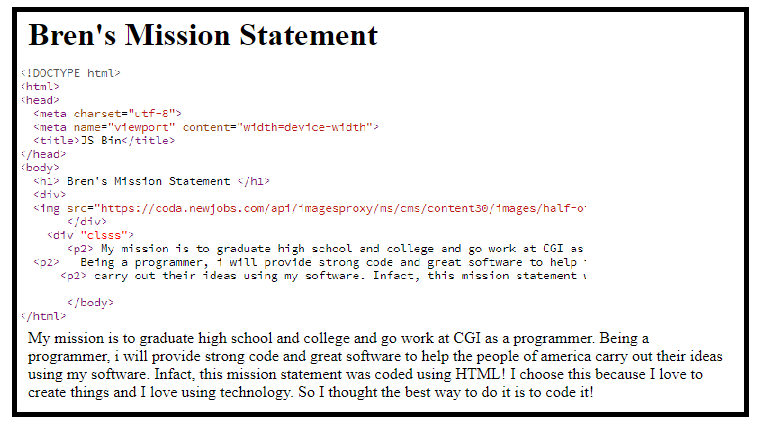 Bren's Mission Statement
<!DOCTYPE html>
<html>
<head>
<meta charset="utf-8">
<meta name="viewport" content="width=device-width">
<title>JS Bin</title>
</head>
<body>
<h1> Bren's Mission Statement </h1>
<div>
<img src="https://coda.newjobs.com/api/imagesproxy/ms/cms/content30/images/half-o
</div>
<div "clsss">
<p2> My mission is to graduate high school and college and go work at CGI as
<p2> Being a programmer, i will provide strong code and great software to help
<p2> carry out their ideas using my software. Infact, this mission statement
</body>
</html>
My mission is to graduate high school and college and go work at CGI as a programmer. Being a
programmer, i will provide strong code and great software to help the people of america carry out their ideas
using my software. Infact, this mission statement was coded using HTML! I choose this because I love to
create things and I love using technology. So I thought the best way to do it is to code it!